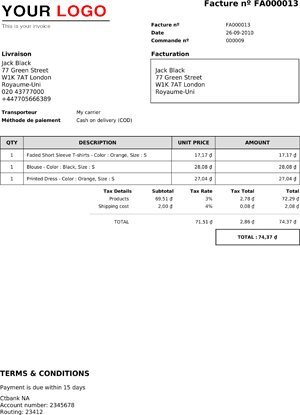 YOUR LOGO
This is your invoice
Facture nº FA000013
Facture nº FA000013
Date 26-09-2010
Commande nº 000009
Livraison
Jack Black
77 Green Street
W1K 7AT London
Royaume-Uni
020 43777000
+447705666389
Facturation
Jack Black
77 Green Street
W1K 7AT London
Royaume-Uni
Transporteur My carrier
Méthode de paiement Cash on delivery (COD)
QTY DESCRIPTION UNIT PRICE AMOUNT
1 Faded Short Sleeve T-shirts - Color : Orange, Size : S 17,17 ₫ 17,17 ₫
1 Blouse - Color : Black, Size : S 28,08 ₫ 28,08 ₫
1 Printed Dress - Color : Orange, Size : S 27,04 ₫ 27,04 ₫
Tax Details Subtotal Tax Rate Tax Total Total
Products 69,51 ₫ 3% 2,78 ₫ 72,29 ₫
Shipping cost 2,00 ₫ 4% 0,08 ₫ 2,08 ₫
TOTAL 71,51 ₫ 2,86 ₫ 74,37 ₫
TOTAL : 74,37 ₫
TERMS & CONDITIONS
Payment is due within 15 days
Ctbank NA
Account number: 2345678
Routing: 23412